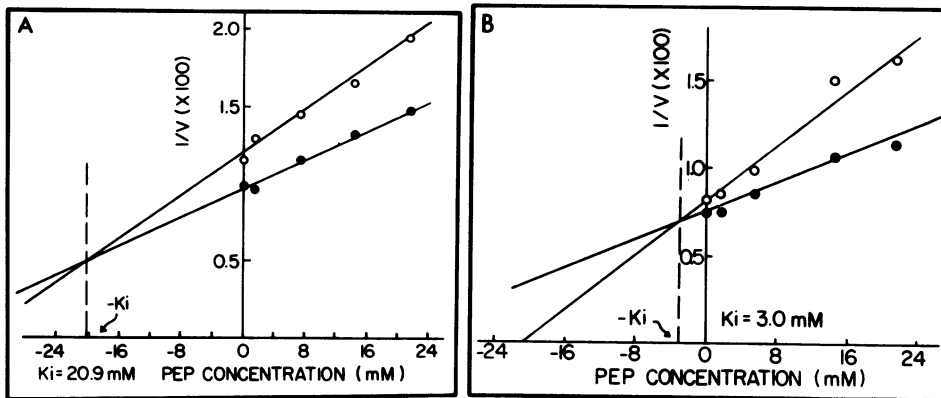 A
2.0
1/V (X100)
1.5
1.0
0.5
-Ki
-24 -16 -8 0 8 16 24
Ki = 20.9 mM PEP CONCENTRATION (mM)
B
1/V (X100)
1.5
1.0
0.5
-Ki
Ki = 3.0 mM
-24 -16 -8 0 8 16 24
PEP CONCENTRATION (mM)